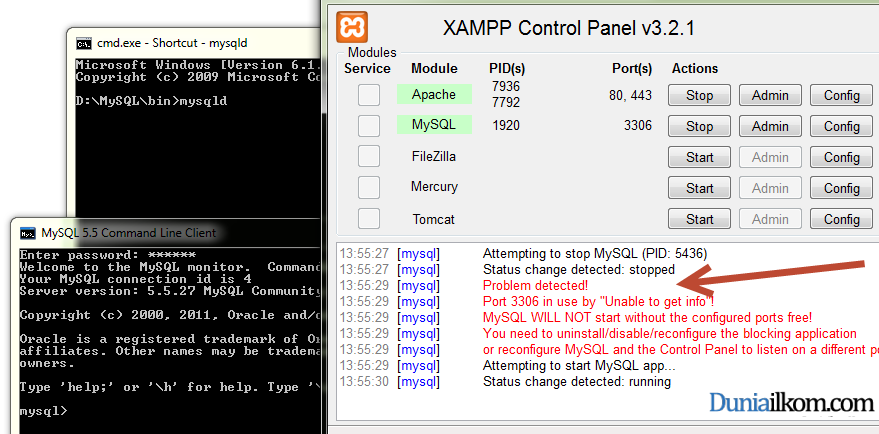 cmd.exe - Shortcut - mysqld
Microsoft Windows [Version 6.1.
Copyright (c) 2009 Microsoft Co
D:\MySQL\bin>mysqld
MySQL 5.5 Command Line Client
Enter password: ******
Welcome to the MySQL monitor.  Command
Your MySQL connection id is 4
Server version: 5.5.27 MySQL Community
Copyright (c) 2000, 2011, Oracle and/o
Oracle is a registered trademark of Or
affiliates. Other names may be tradema
owners.
Type 'help;' or '\h' for help. Type '\
mysql>
XAMPP Control Panel v3.2.1
Modules
Service Module PID(s) Port(s) Actions
Apache 7936 7792 80, 443 Stop Admin Config
MySQL 1920 3306 Stop Admin Config
FileZilla Start Admin Config
Mercury Start Admin Config
Tomcat Start Admin Config
13:55:27 [mysql] Attempting to stop MySQL (PID: 5436)
13:55:27 [mysql] Status change detected: stopped
13:55:29 [mysql] Problem detected!
13:55:29 [mysql] Port 3306 in use by "Unable to get info"!
13:55:29 [mysql] MySQL WILL NOT start without the configured ports free!
13:55:29 [mysql] You need to uninstall/disable/reconfigure the blocking application
13:55:29 [mysql] or reconfigure MySQL and the Control Panel to listen on a different po
13:55:29 [mysql] Attempting to start MySQL app...
13:55:30 [mysql] Status change detected: running
Duniailkom.com